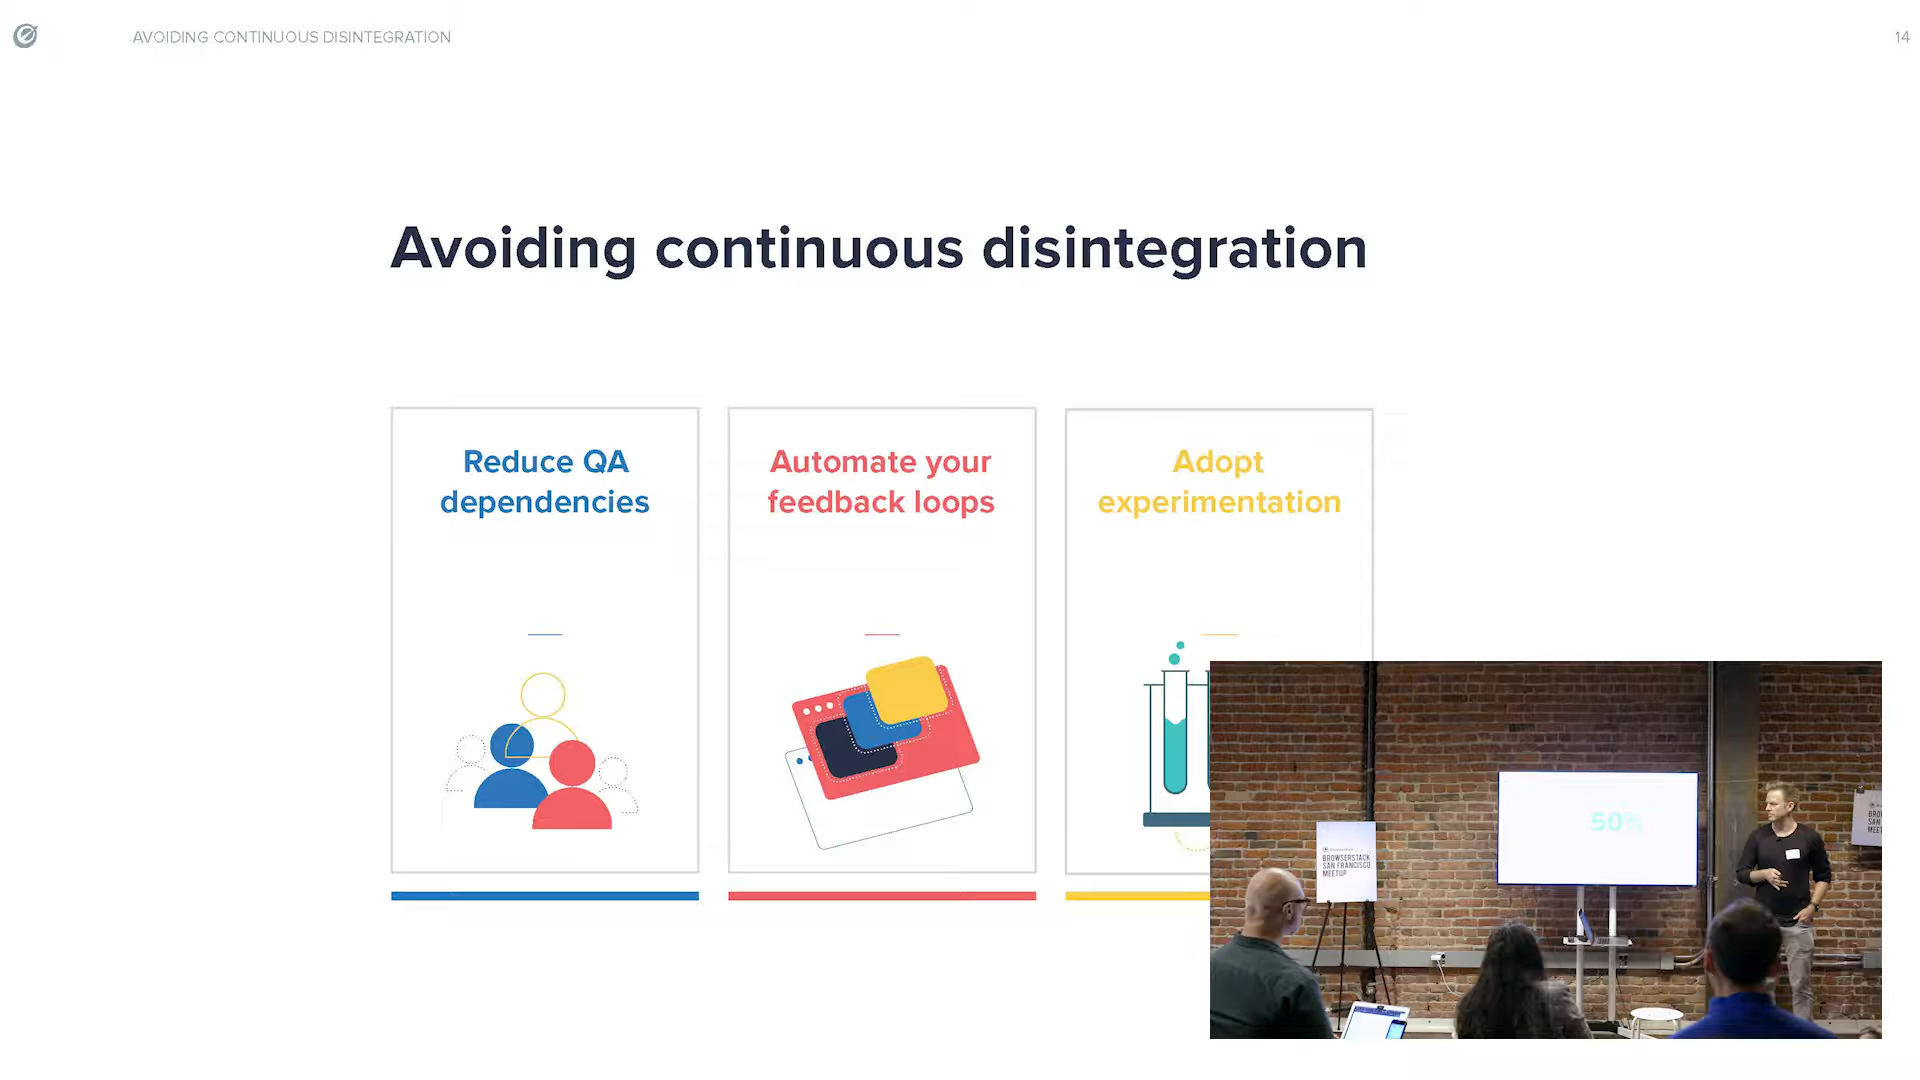 AVOIDING CONTINUOUS DISINTEGRATION
14
Avoiding continuous disintegration
Reduce QA
dependencies
Automate your
feedback loops
Adopt
experimentation
50%
BROWSERSTACK
SAN FRANCISCO
MEETUP